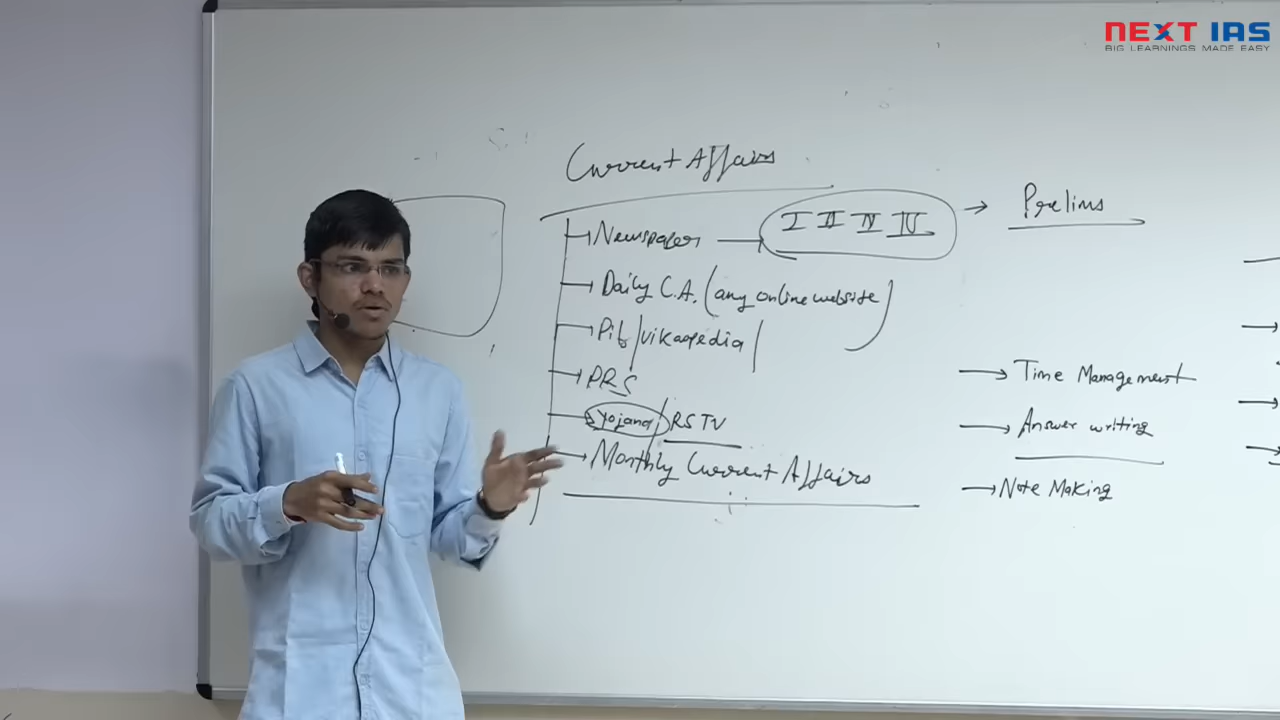 NEXT IAS
BIG LEARNINGS MADE EASY
Current Affairs
Newspaper — I II IV IV → Prelims
Daily C.A. (any online website)
Pib/vikaspedia/
PRS
Yojana/RSTV
Monthly Current Affairs
→ Time Management
→ Answer writing
→ Note Making